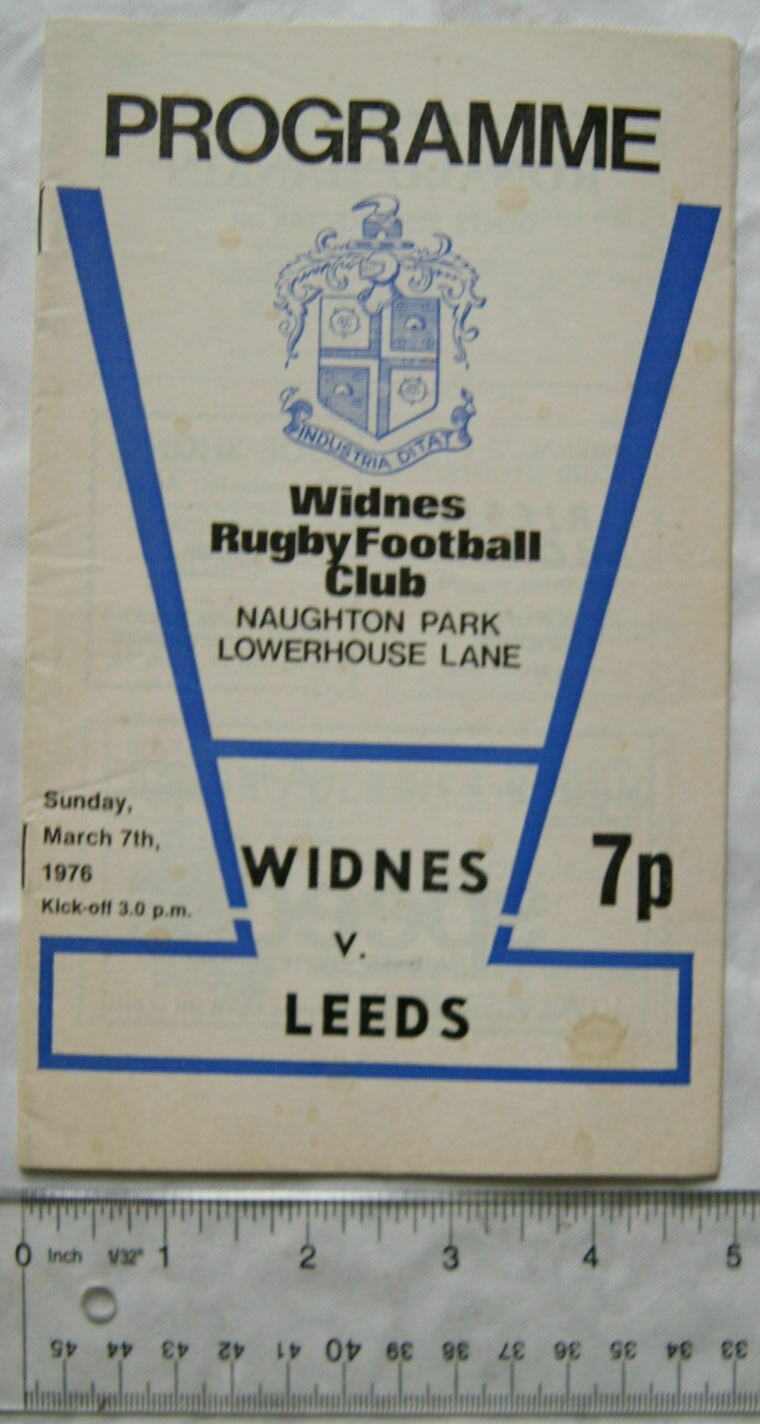 PROGRAMME
INDUSTRIA DITAT
Widnes
Rugby Football
Club
NAUGHTON PARK
LOWERHOUSE LANE
Sunday,
March 7th,
1976
Kick-off 3.0 p.m.
WIDNES
v.
LEEDS
7p
0 Inch 1/32" 1 2 3 4 5
45 44 43 42 41 40 39 38 37 36 35 34 33